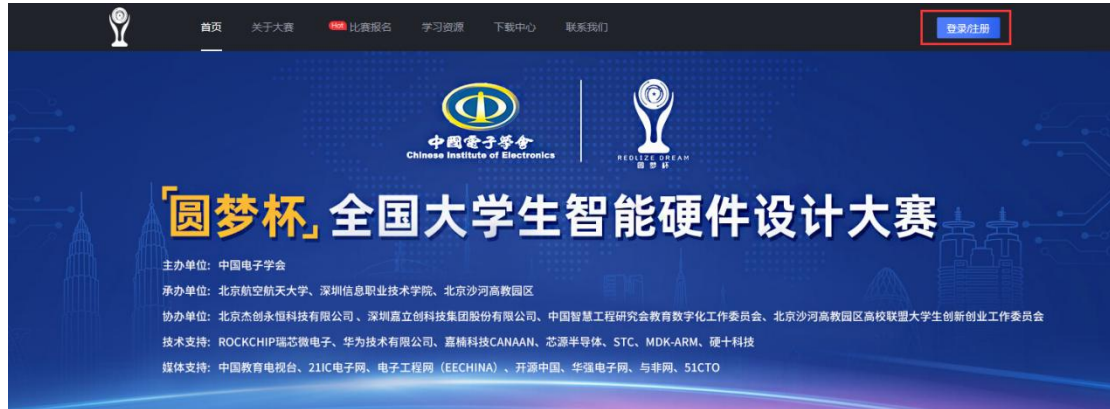 首页 关于大赛 Hot 比赛报名 学习资源 下载中心 联系我们 登录/注册
中國電子学會
Chinese Institute of Electronics
REOLIZE DREAM
圆 梦 杯
「圆梦杯」全国大学生智能硬件设计大赛
主办单位: 中国电子学会
承办单位: 北京航空航天大学、深圳信息职业技术学院、北京沙河高教园区
协办单位: 北京杰创永恒科技有限公司 、深圳嘉立创科技集团股份有限公司、中国智慧工程研究会教育数字化工作委员会、北京沙河高教园区高校联盟大学生创新创业工作委员会
技术支持: ROCKCHIP瑞芯微电子、华为技术有限公司、嘉楠科技CANAAN、芯源半导体、STC、MDK-ARM、硬十科技
媒体支持: 中国教育电视台、21IC电子网、电子工程网（EECHINA）、开源中国、华强电子网、与非网、51CTO